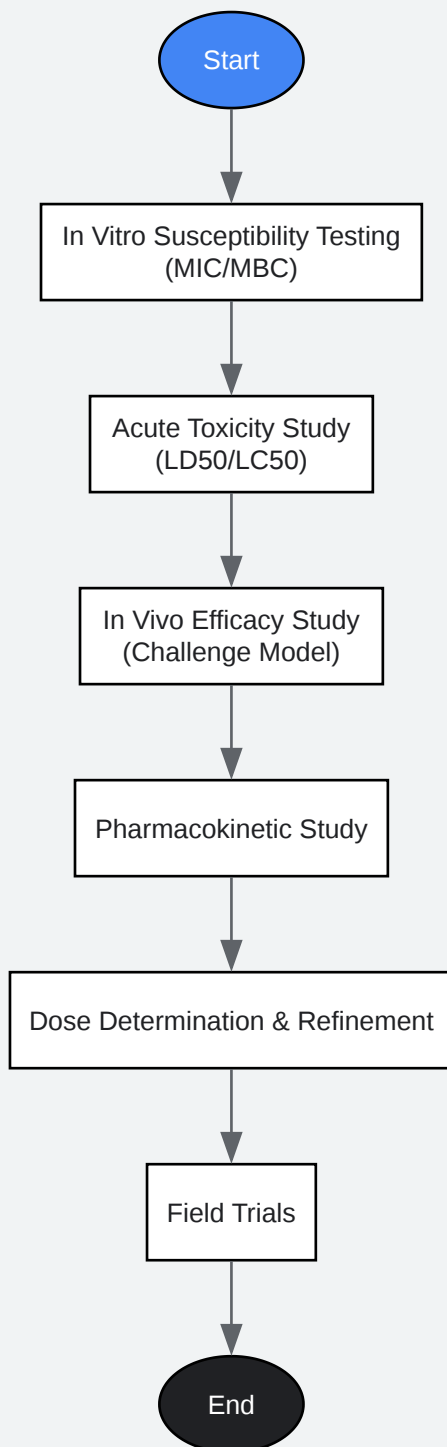 Start
In Vitro Susceptibility Testing
(MIC/MBC)
Acute Toxicity Study
(LD50/LC50)
In Vivo Efficacy Study
(Challenge Model)
Pharmacokinetic Study
Dose Determination & Refinement
Field Trials
End